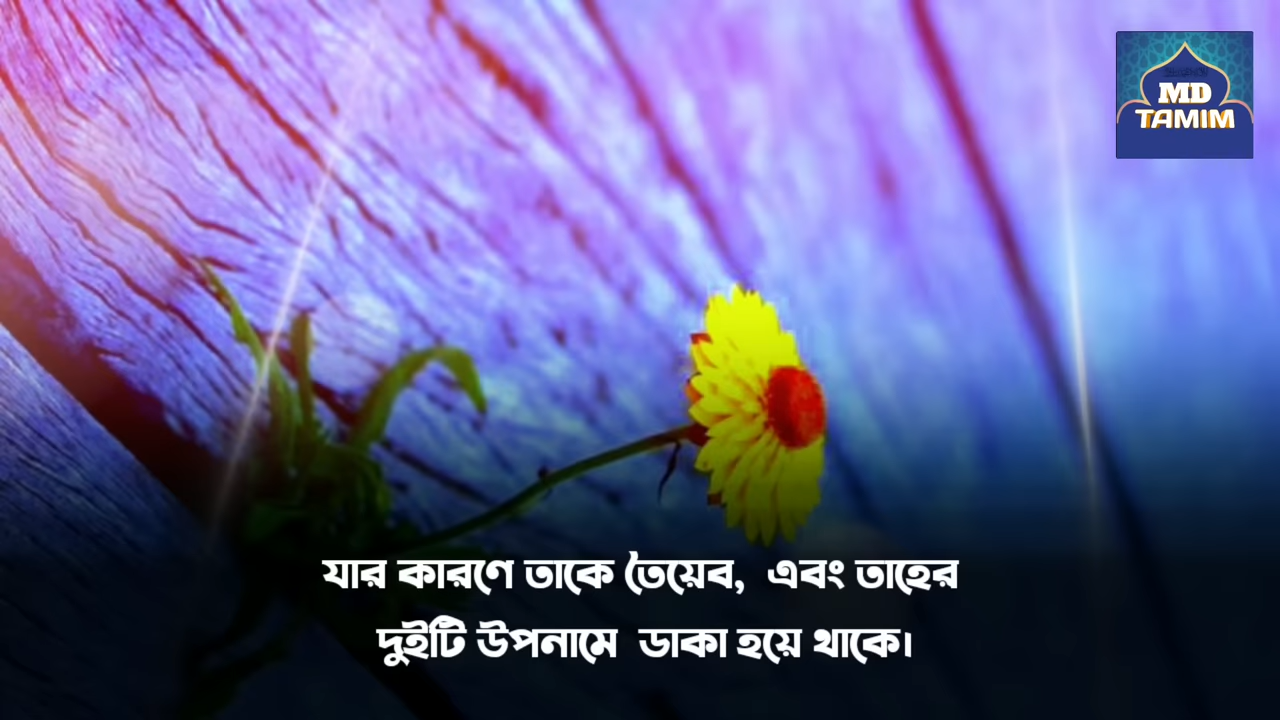 MD
TAMIM
যার কারণে তাকে তৈয়েব, এবং তাহের
দুইটি উপনামে ডাকা হয়ে থাকে।